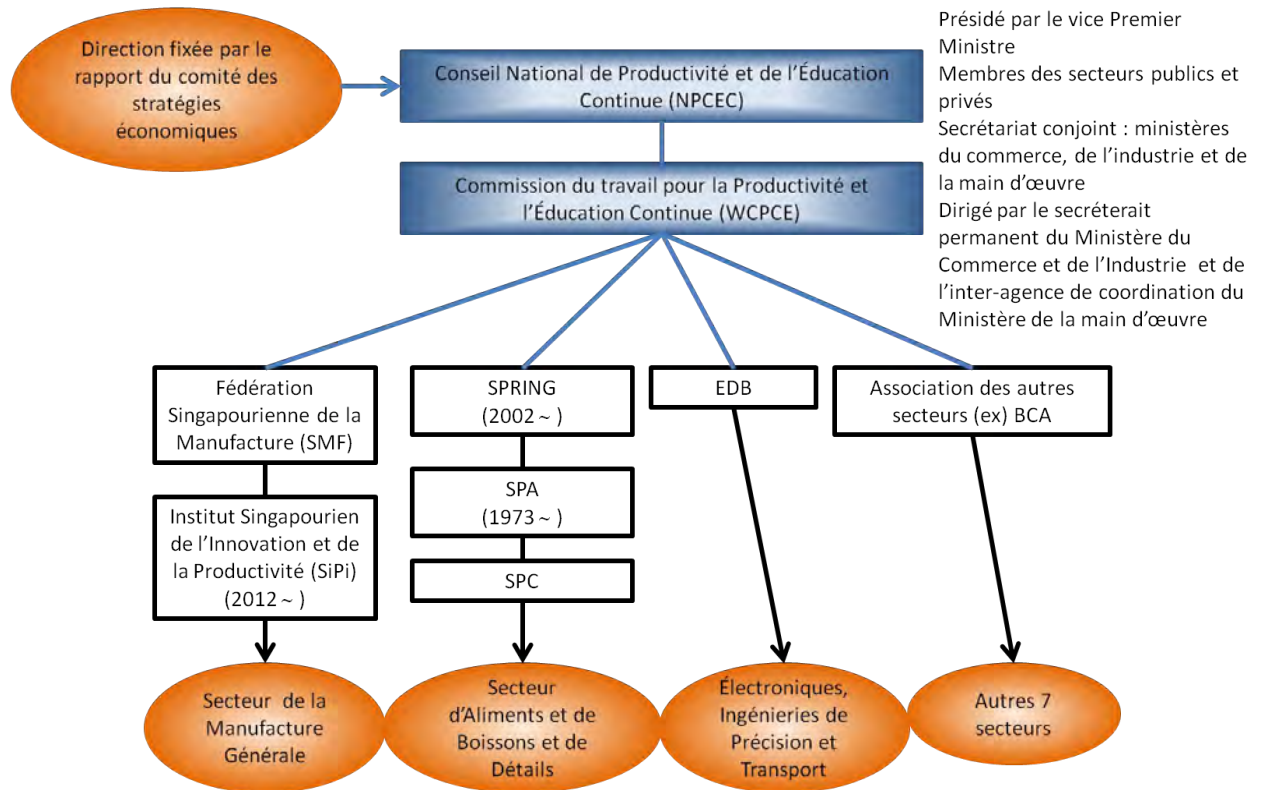 Direction fixée par le
rapport du comité des
stratégies
économiques
Conseil National de Productivité et de l’Éducation
Continue (NPCEC)
Commission du travail pour la Productivité et
l’Éducation Continue (WCPCE)
Présidé par le vice Premier
Ministre
Membres des secteurs publics et
privés
Secrétariat conjoint : ministères
du commerce, de l’industrie et de
la main d’œuvre
Dirigé par le secréterait
permanent du Ministère du
Commerce et de l’Industrie et de
l’inter-agence de coordination du
Ministère de la main d’œuvre
Fédération
Singapourienne de la
Manufacture (SMF)
Institut Singapourien
de l’Innovation et de
la Productivité (SiPi)
(2012 ~ )
Secteur de la
Manufacture
Générale
SPRING
(2002 ~ )
SPA
(1973 ~ )
SPC
Secteur
d’Aliments et de
Boissons et de
Détails
EDB
Électroniques,
Ingénieries de
Précision et
Transport
Association des autres
secteurs (ex) BCA
Autres 7
secteurs